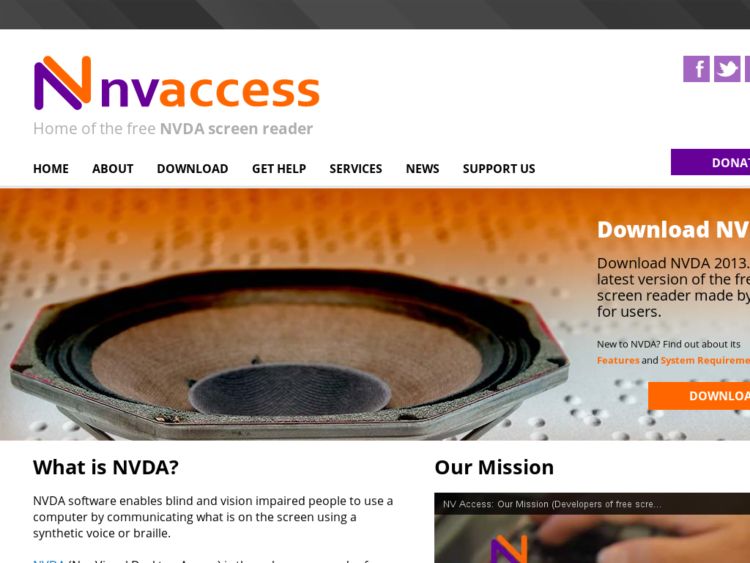 nvaccess
Home of the free NVDA screen reader
HOME ABOUT DOWNLOAD GET HELP SERVICES NEWS SUPPORT US
DONAT
Download NV
Download NVDA 2013.
latest version of the fre
screen reader made by
for users.
New to NVDA? Find out about its
Features and System Requireme
DOWNLOA
What is NVDA?
NVDA software enables blind and vision impaired people to use a
computer by communicating what is on the screen using a
synthetic voice or braille.
Our Mission
NV Access: Our Mission (Developers of free scre...